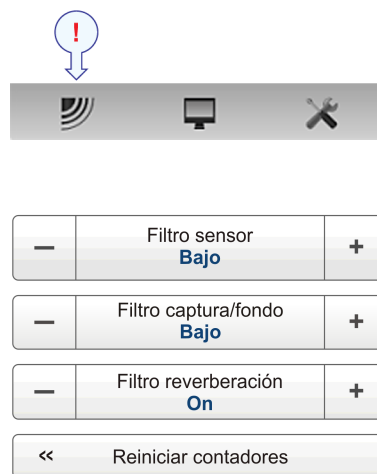 !
— Filtro sensor +
Bajo
— Filtro captura/fondo +
Bajo
— Filtro reverberación +
On
« Reiniciar contadores